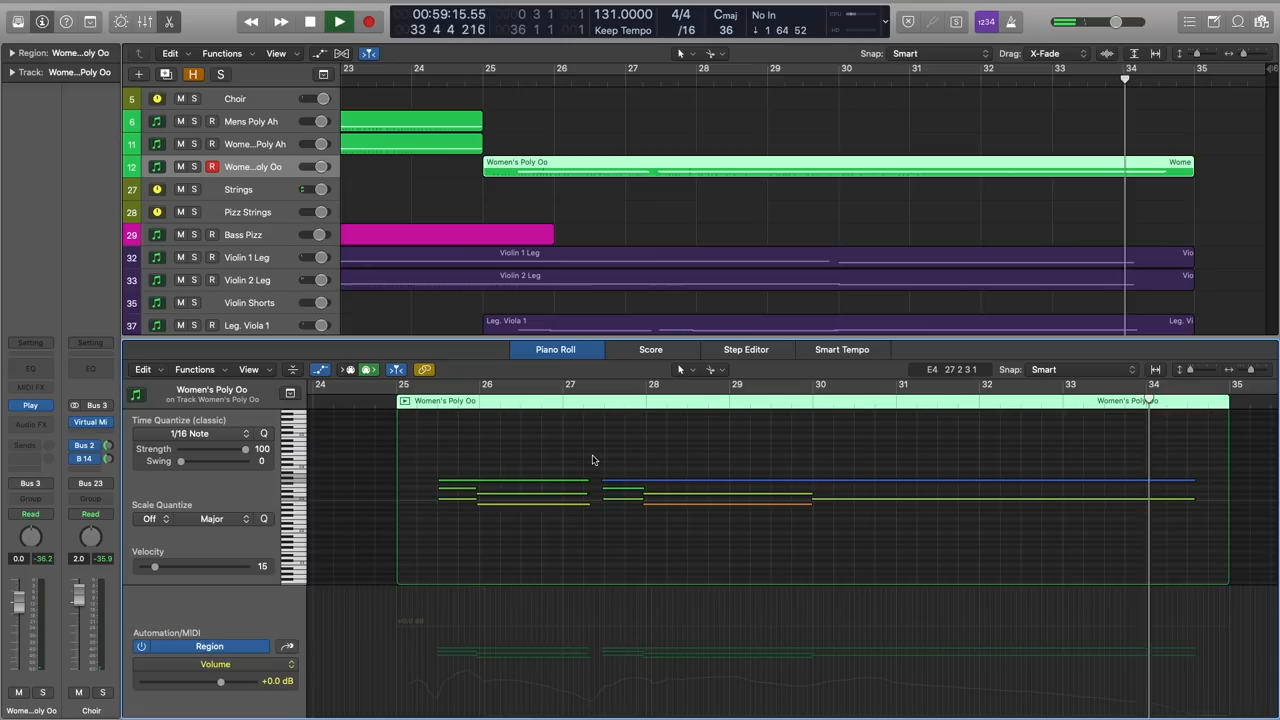 00:59:15.55 0 3 1 1 131.0000 4/4 Cmaj No In CPU
33 4 4 216 36 1 1 1 Keep Tempo /16 36 1 64 52 1234
Region: Wome...oly Oo Edit Functions View Snap: Smart Drag: X-Fade
Track: Wome...Poly Oo H S 23 24 25 26 27 28 29 30 31 32 33 34 35
5 M S Choir
6 M S R Mens Poly Ah
11 M S R Wome...Poly Ah
12 M S R Wome...oly Oo Women's Poly Oo Wome
27 M S Strings
28 M S Pizz Strings
29 M S R Bass Pizz
32 M S R Violin 1 Leg Violin 1 Leg Vio
33 M S R Violin 2 Leg Violin 2 Leg Vio
35 M S Violin Shorts
37 M S R Leg. Viola 1 Leg. Viola 1 Leg. Vi
Setting Setting Piano Roll Score Step Editor Smart Tempo
EQ EQ Edit Functions View E4 27 2 3 1 Snap: Smart
MIDI FX Women's Poly Oo 24 25 26 27 28 29 30 31 32 33 34 35
Play Bus 3 on Track Women's Poly Oo Women's Poly Oo Women's Poly Oo
Audio FX Virtual Mi Time Quantize (classic)
1/16 Note Q
Sends Bus 2 Strength 100
B 14 Swing 0
Bus 3 Bus 23
Group Group Scale Quantize
Read Read Off Major Q
0.0 -36.2 2.0 -35.9 Velocity
15
+0.0 dB
Automation/MIDI
Region
Volume
+0.0 dB
M S M S
Wome...oly Oo Choir